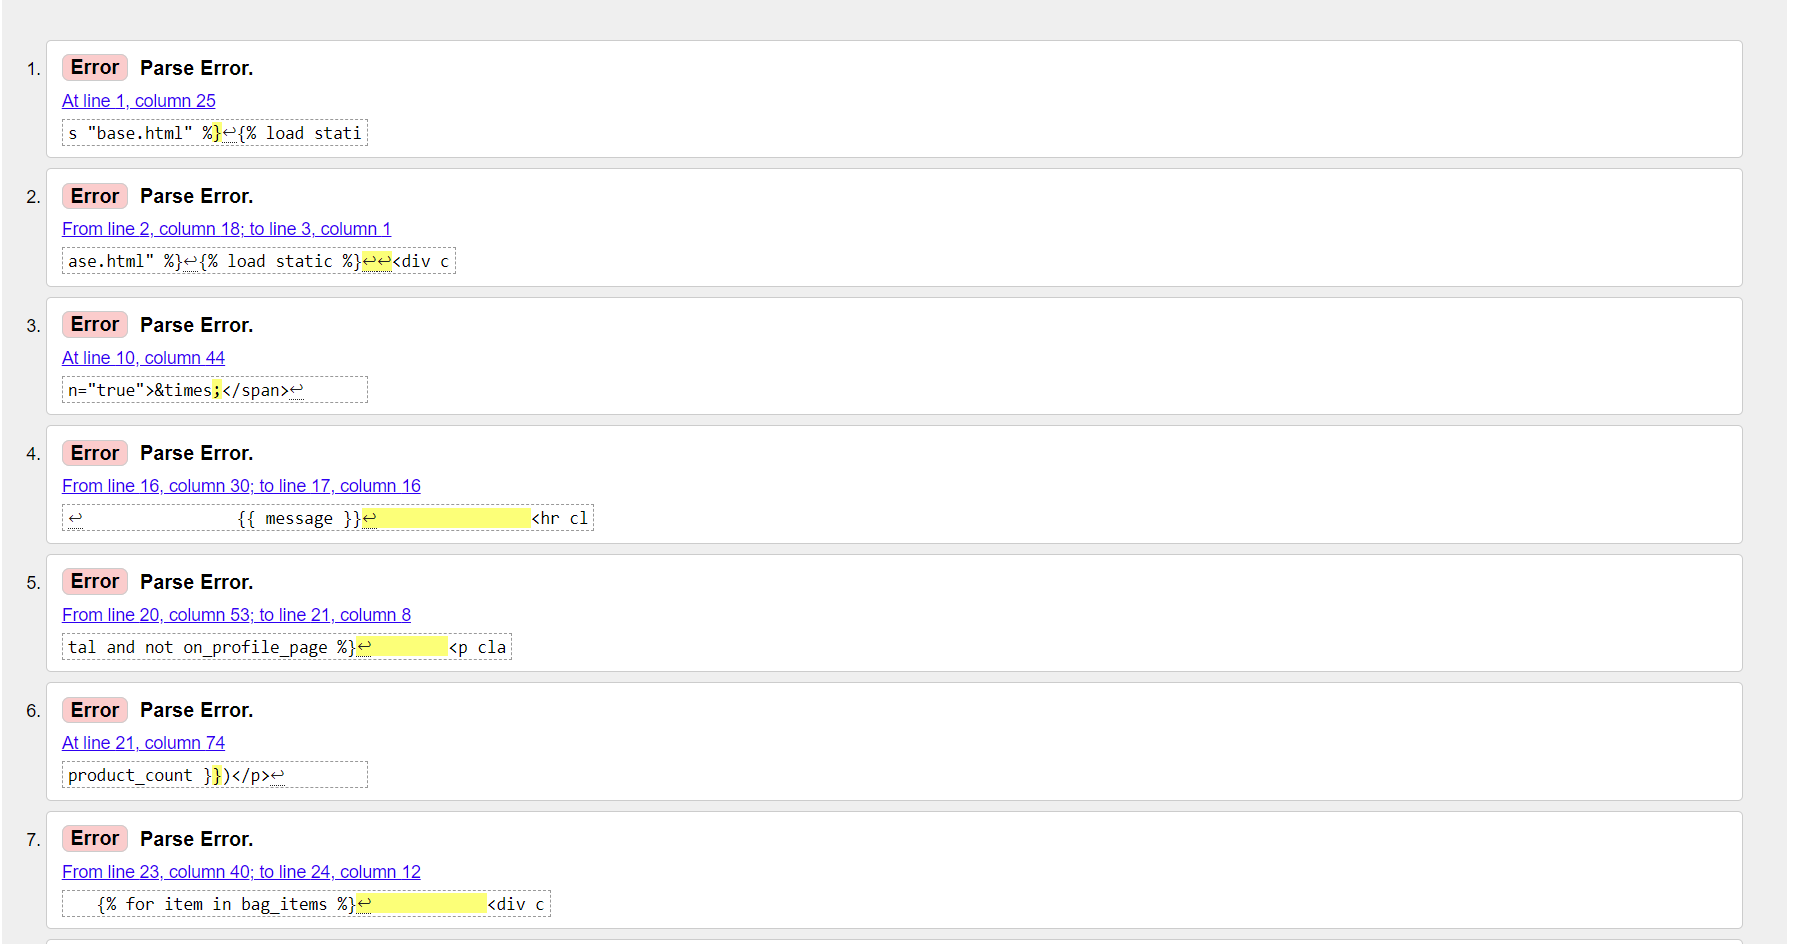 1. Error Parse Error.
At line 1, column 25
s "base.html" %}↩{% load stati
2. Error Parse Error.
From line 2, column 18; to line 3, column 1
ase.html" %}↩{% load static %}↩↩<div c
3. Error Parse Error.
At line 10, column 44
n="true">&times;</span>↩
4. Error Parse Error.
From line 16, column 30; to line 17, column 16
↩                {{ message }}↩                <hr cl
5. Error Parse Error.
From line 20, column 53; to line 21, column 8
tal and not on_profile_page %}↩        <p cla
6. Error Parse Error.
At line 21, column 74
product_count }})</p>↩
7. Error Parse Error.
From line 23, column 40; to line 24, column 12
{% for item in bag_items %}↩            <div c